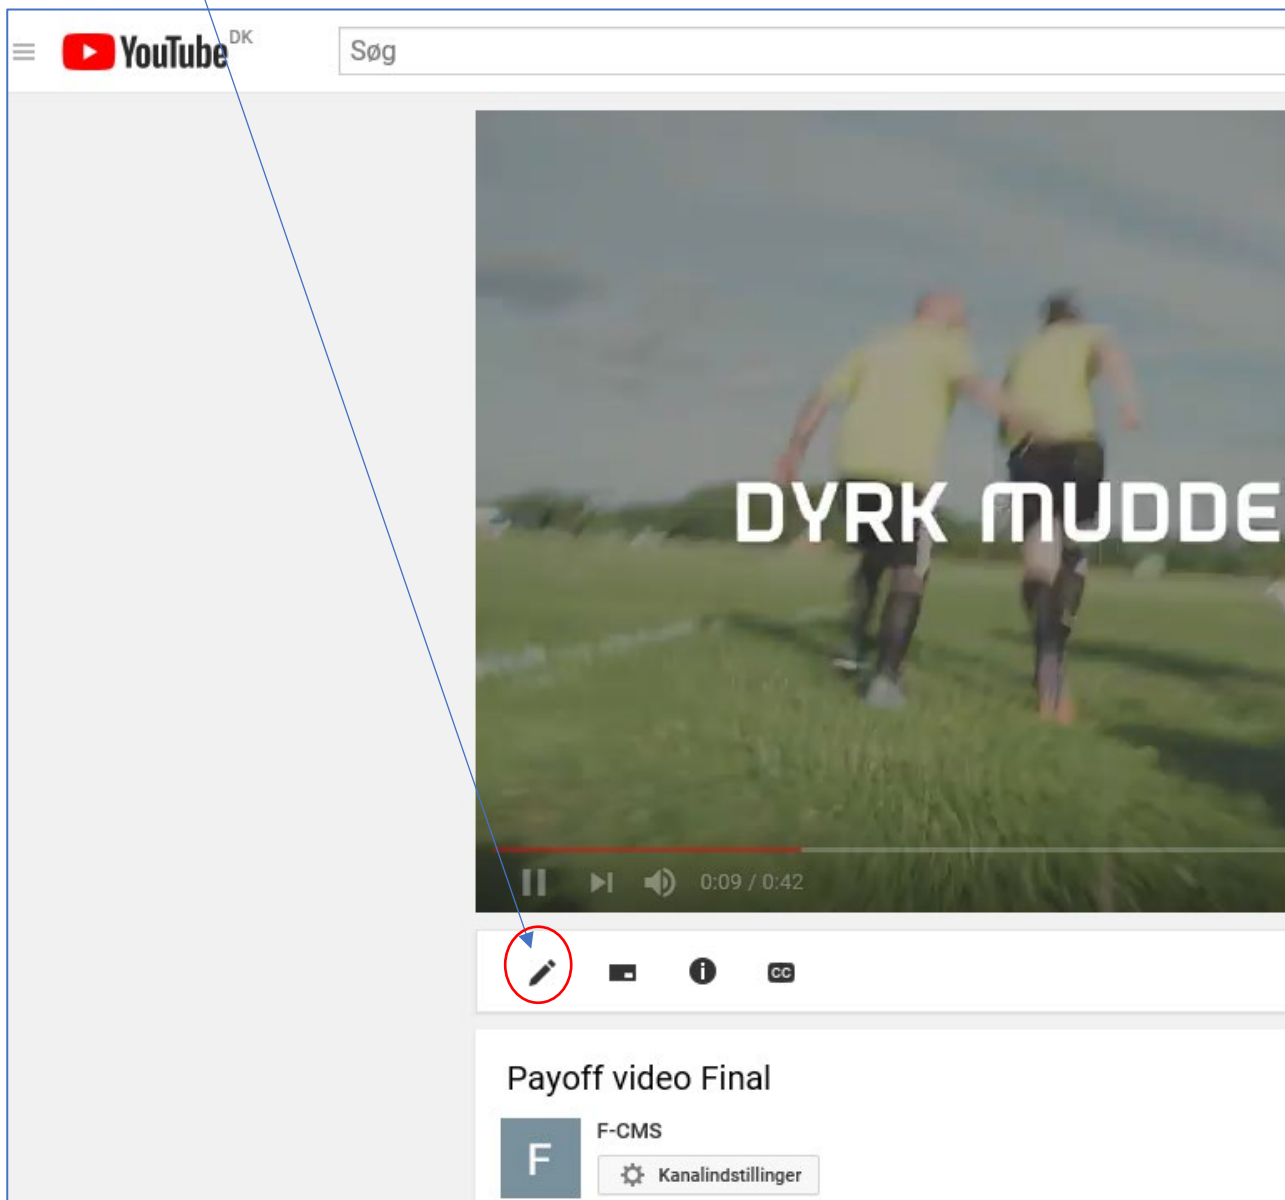 YouTube DK
Søg
DYRK MUDDE
0:09 / 0:42
CC
Payoff video Final
F
F-CMS
Kanalindstillinger